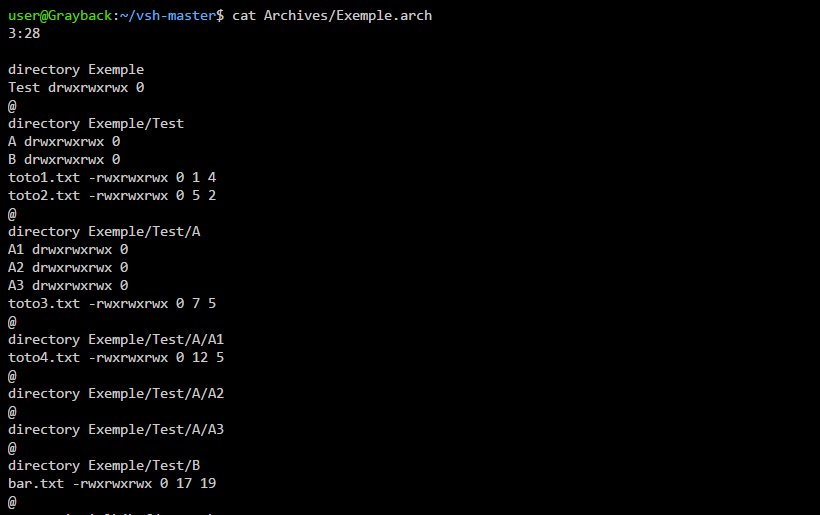 user@Grayback:~/vsh-master$ cat Archives/Exemple.arch
3:28
directory Exemple
Test drwxrwxrwx 0
@
directory Exemple/Test
A drwxrwxrwx 0
B drwxrwxrwx 0
toto1.txt -rwxrwxrwx 0 1 4
toto2.txt -rwxrwxrwx 0 5 2
@
directory Exemple/Test/A
A1 drwxrwxrwx 0
A2 drwxrwxrwx 0
A3 drwxrwxrwx 0
toto3.txt -rwxrwxrwx 0 7 5
@
directory Exemple/Test/A/A1
toto4.txt -rwxrwxrwx 0 12 5
@
directory Exemple/Test/A/A2
@
directory Exemple/Test/A/A3
@
directory Exemple/Test/B
bar.txt -rwxrwxrwx 0 17 19
@